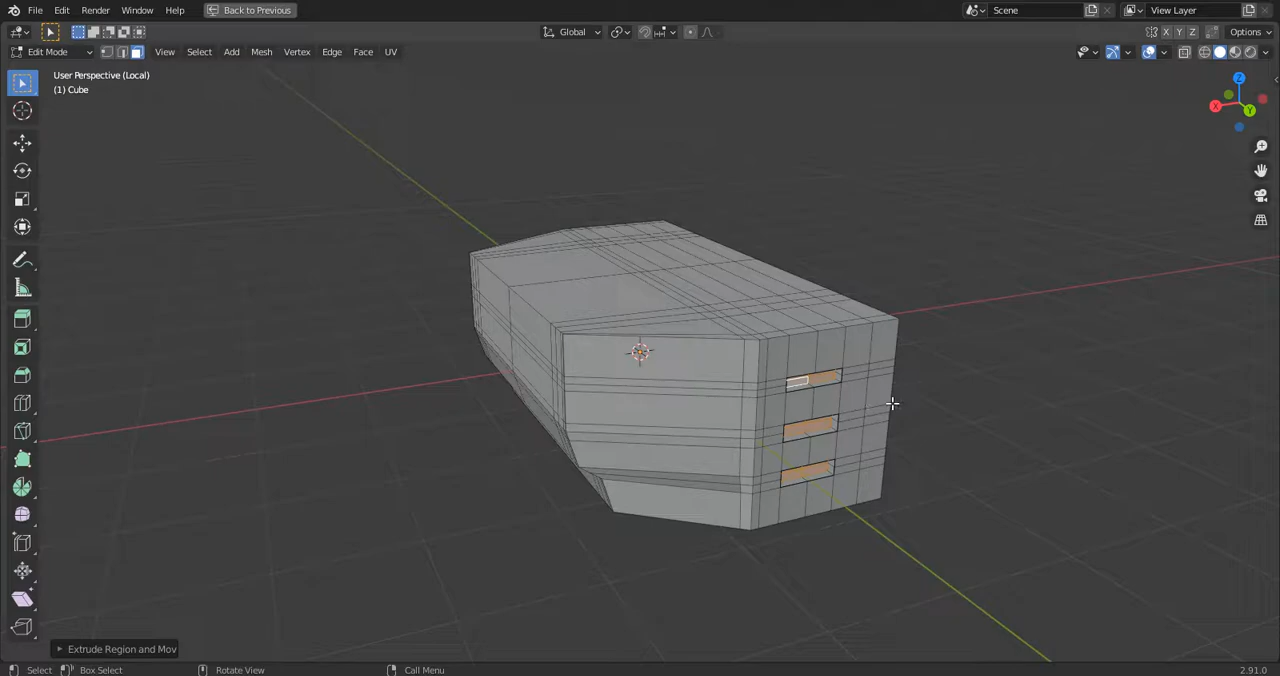 File Edit Render Window Help Back to Previous Scene View Layer
Global Options
Edit Mode View Select Add Mesh Vertex Edge Face UV
User Perspective (Local)
(1) Cube
Z
X
Y
X Y Z
Extrude Region and Mov
Select Box Select Rotate View Call Menu 2.91.0